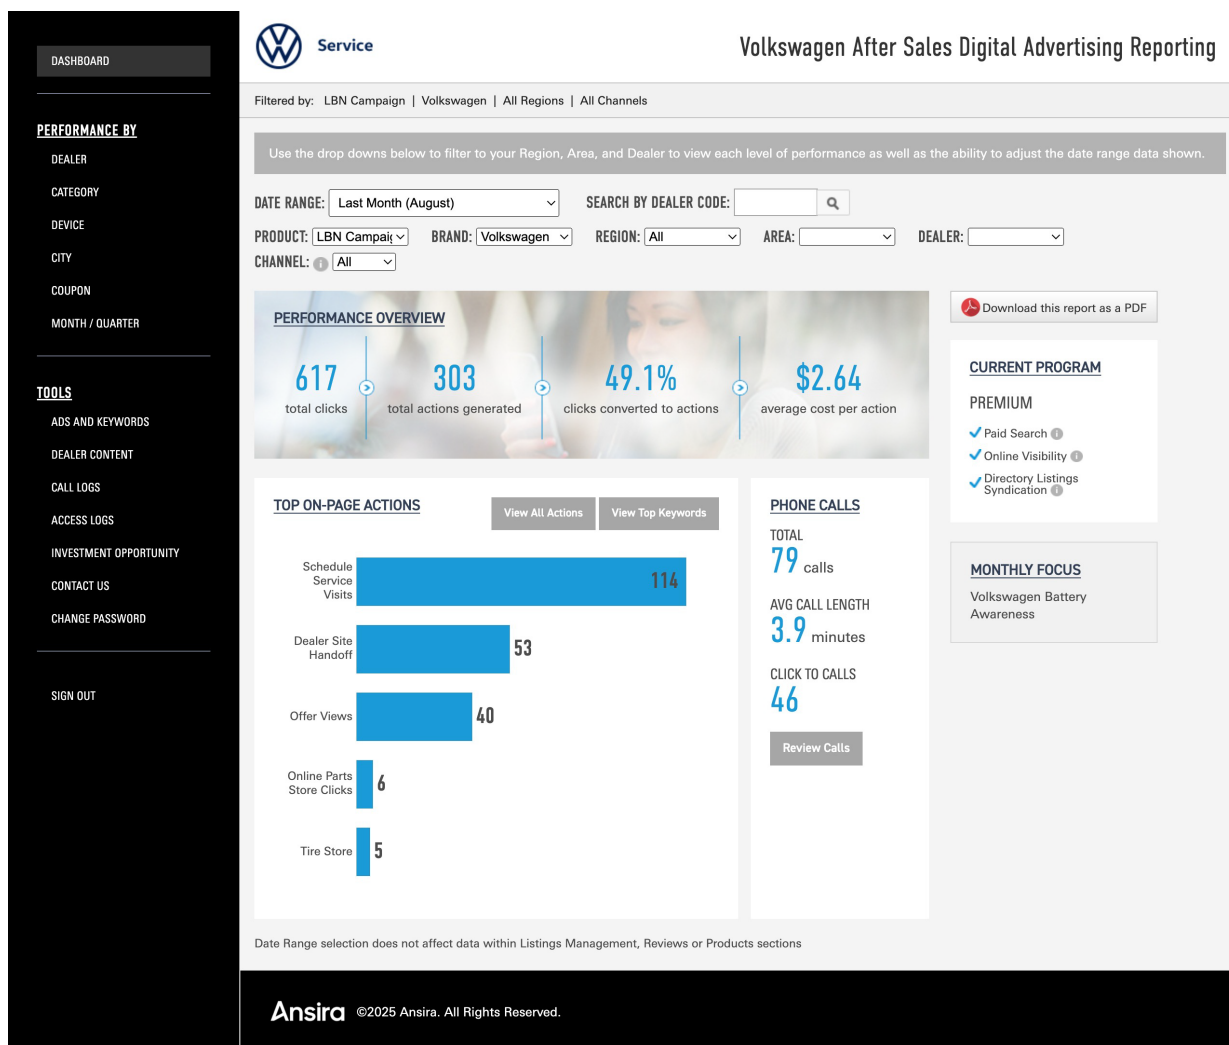 DASHBOARD
PERFORMANCE BY
DEALER
CATEGORY
DEVICE
CITY
COUPON
MONTH / QUARTER
TOOLS
ADS AND KEYWORDS
DEALER CONTENT
CALL LOGS
ACCESS LOGS
INVESTMENT OPPORTUNITY
CONTACT US
CHANGE PASSWORD
SIGN OUT
Service
Volkswagen After Sales Digital Advertising Reporting
Filtered by: LBN Campaign | Volkswagen | All Regions | All Channels
Use the drop downs below to filter to your Region, Area, and Dealer to view each level of performance as well as the ability to adjust the date range data shown.
DATE RANGE: Last Month (August) SEARCH BY DEALER CODE:
PRODUCT: LBN Campaig BRAND: Volkswagen REGION: All AREA: DEALER:
CHANNEL: i All
PERFORMANCE OVERVIEW
617 303 49.1% $2.64
total clicks total actions generated clicks converted to actions average cost per action
TOP ON-PAGE ACTIONS
View All Actions View Top Keywords
Schedule
Service
Visits
114
Dealer Site
Handoff
53
Offer Views 40
Online Parts
Store Clicks
6
Tire Store 5
PHONE CALLS
TOTAL
79 calls
AVG CALL LENGTH
3.9 minutes
CLICK TO CALLS
46
Review Calls
Download this report as a PDF
CURRENT PROGRAM
PREMIUM
Paid Search i
Online Visibility i
Directory Listings
Syndication i
MONTHLY FOCUS
Volkswagen Battery
Awareness
Date Range selection does not affect data within Listings Management, Reviews or Products sections
Ansira ©2025 Ansira. All Rights Reserved.